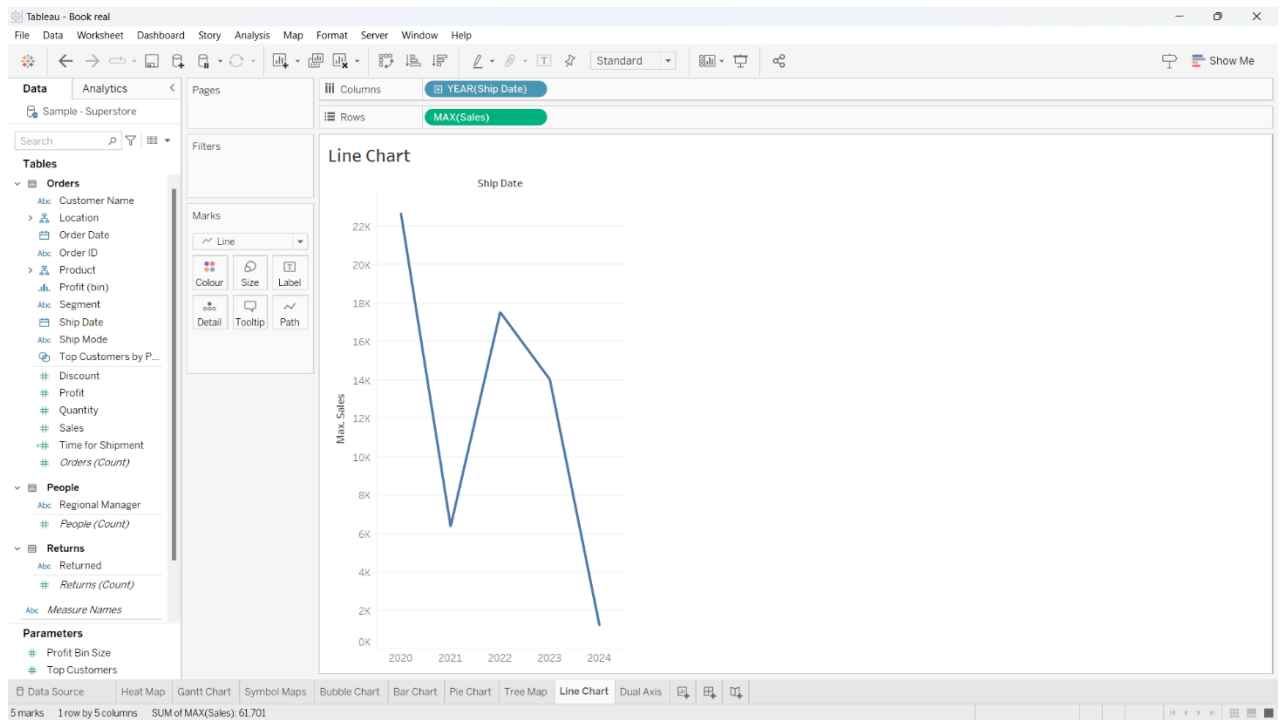 Tableau - Book real
File Data Worksheet Dashboard Story Analysis Map Format Server Window Help
Standard
Show Me
Data Analytics
Sample - Superstore
Search
Tables
Orders
Abc Customer Name
Location
Order Date
Abc Order ID
Product
Profit (bin)
Abc Segment
Ship Date
Abc Ship Mode
Top Customers by P...
# Discount
# Profit
# Quantity
# Sales
=# Time for Shipment
# Orders (Count)
People
Abc Regional Manager
# People (Count)
Returns
Abc Returned
# Returns (Count)
Abc Measure Names
Parameters
# Profit Bin Size
# Top Customers
Pages
Filters
Marks
Line
Colour Size Label
Detail Tooltip Path
Columns YEAR(Ship Date)
Rows MAX(Sales)
Line Chart
Ship Date
Max. Sales
22K
20K
18K
16K
14K
12K
10K
8K
6K
4K
2K
0K
2020 2021 2022 2023 2024
Data Source Heat Map Gantt Chart Symbol Maps Bubble Chart Bar Chart Pie Chart Tree Map Line Chart Dual Axis
5 marks 1 row by 5 columns SUM of MAX(Sales): 61,701